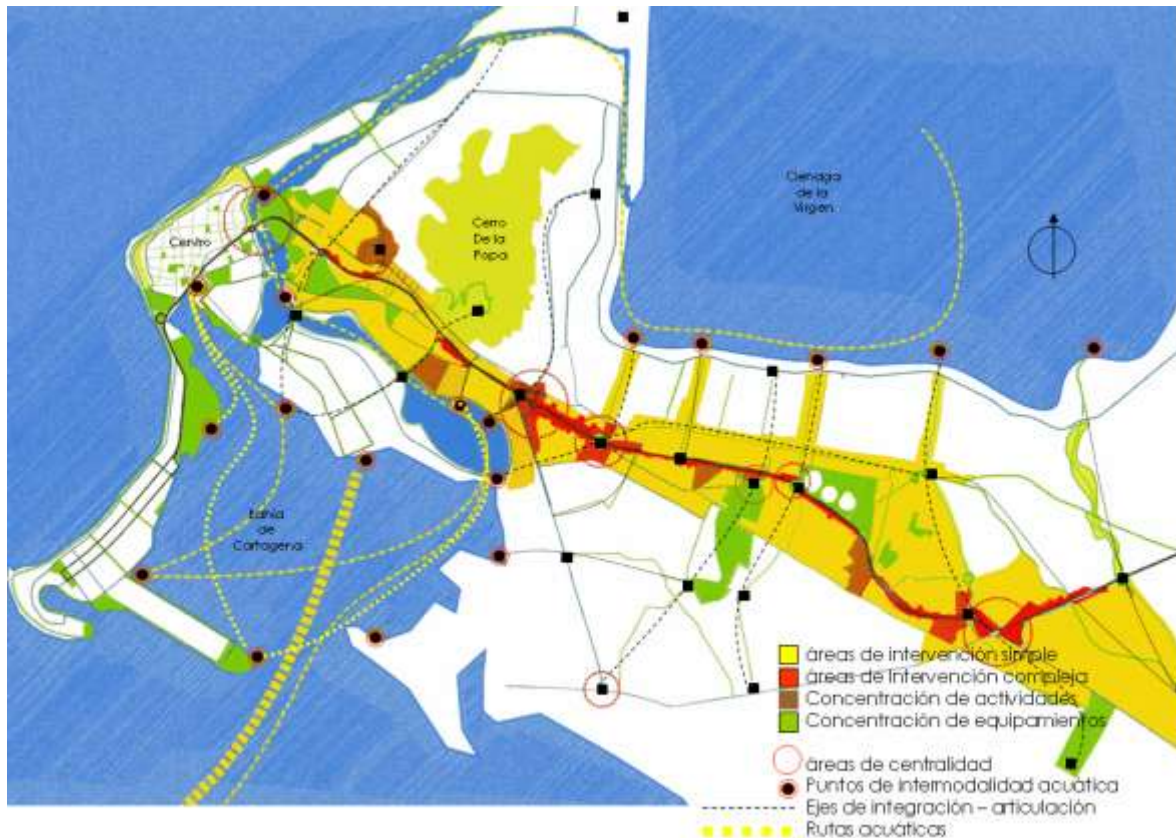 Centro
Cerro
De la
Popa
Cienaga
de la
Virgen
Bahia
de
Cartagena
áreas de intervención simple
áreas de intervención compleja
Concentración de actividades
Concentración de equipamientos
áreas de centralidad
Puntos de intermodalidad acuática
Ejes de integración – articulación
Rutas acuáticas